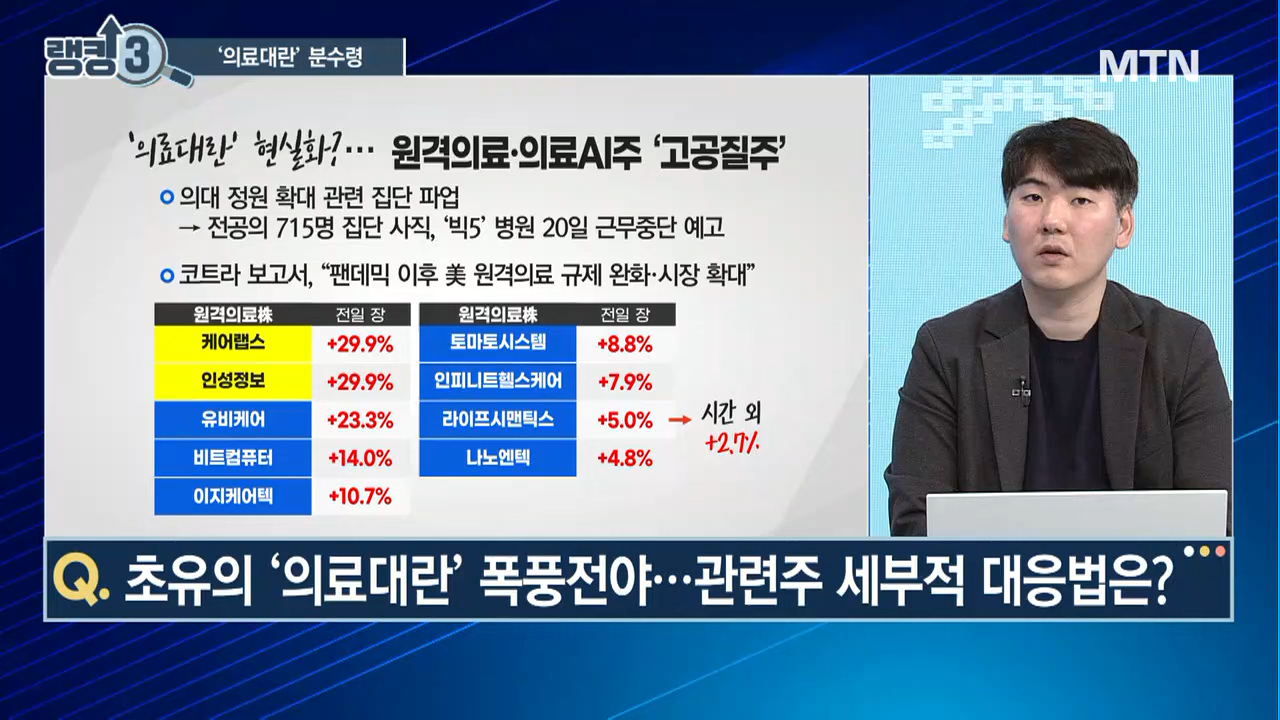 랭킹3
‘의료대란’ 분수령
MTN
‘의료대란’ 현실화?… 원격의료·의료AI주 ‘고공질주’
의대 정원 확대 관련 집단 파업
→ 전공의 715명 집단 사직, ‘빅5’ 병원 20일 근무중단 예고
코트라 보고서, “팬데믹 이후 美 원격의료 규제 완화·시장 확대”
원격의료株 전일 장 원격의료株 전일 장
케어랩스 +29.9% 토마토시스템 +8.8%
인성정보 +29.9% 인피니트헬스케어 +7.9%
유비케어 +23.3% 라이프시맨틱스 +5.0% → 시간 외
+2.7%
비트컴퓨터 +14.0% 나노엔텍 +4.8%
이지케어텍 +10.7%
Q. 초유의 ‘의료대란’ 폭풍전야…관련주 세부적 대응법은?